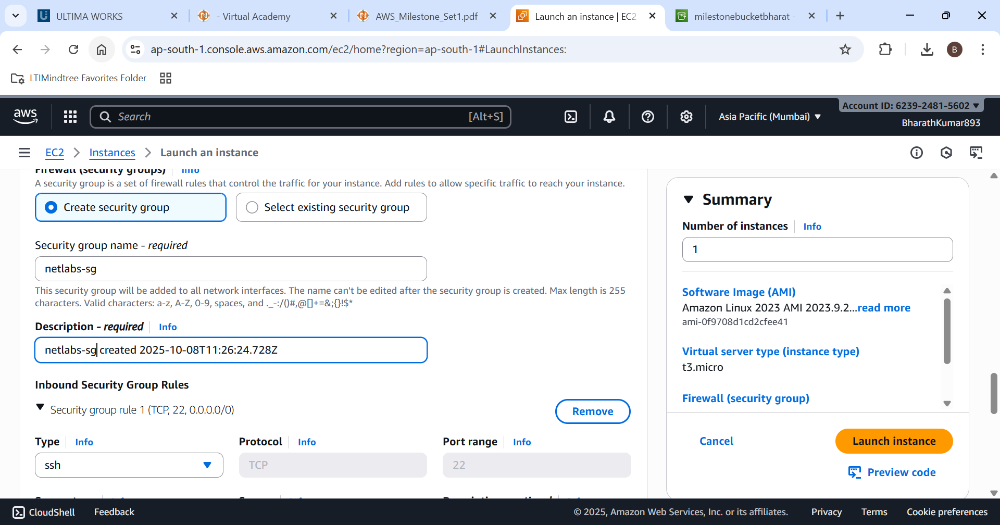 ULTIMA WORKS
- Virtual Academy
AWS_Milestone_Set1.pdf
Launch an instance | EC2
milestonebucketbharat -
ap-south-1.console.aws.amazon.com/ec2/home?region=ap-south-1#LaunchInstances:
B
LTIMindtree Favorites Folder
aws
Search
[Alt+S]
Asia Pacific (Mumbai)
Account ID: 6239-2481-5602
BharathKumar893
EC2
Instances
Launch an instance
Firewall (security groups)
Info
A security group is a set of firewall rules that control the traffic for your instance. Add rules to allow specific traffic to reach your instance.
Create security group
Select existing security group
Security group name - required
netlabs-sg
This security group will be added to all network interfaces. The name can't be edited after the security group is created. Max length is 255
characters. Valid characters: a-z, A-Z, 0-9, spaces, and ._-:/()#,@[]+=&;{}!$*
Description - required
Info
netlabs-sg created 2025-10-08T11:26:24.728Z
Inbound Security Group Rules
Security group rule 1 (TCP, 22, 0.0.0.0/0)
Remove
Type
Info
Protocol
Info
Port range
Info
ssh
TCP
22
Summary
Number of instances
Info
1
Software Image (AMI)
Amazon Linux 2023 AMI 2023.9.2...read more
ami-0f9708d1cd2cfee41
Virtual server type (instance type)
t3.micro
Firewall (security group)
Cancel
Launch instance
Preview code
CloudShell
Feedback
© 2025, Amazon Web Services, Inc. or its affiliates.
Privacy
Terms
Cookie preferences